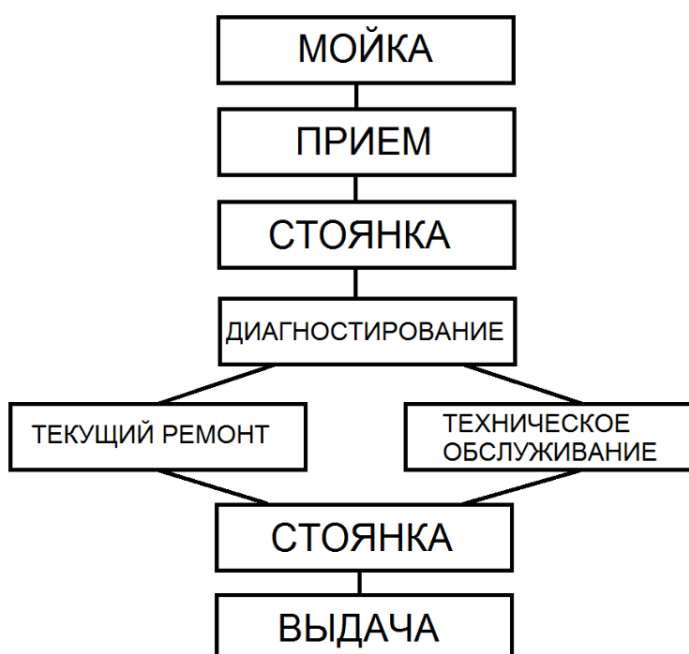 МОЙКА
ПРИЕМ
СТОЯНКА
ДИАГНОСТИРОВАНИЕ
ТЕКУЩИЙ РЕМОНТ
ТЕХНИЧЕСКОЕ
ОБСЛУЖИВАНИЕ
СТОЯНКА
ВЫДАЧА